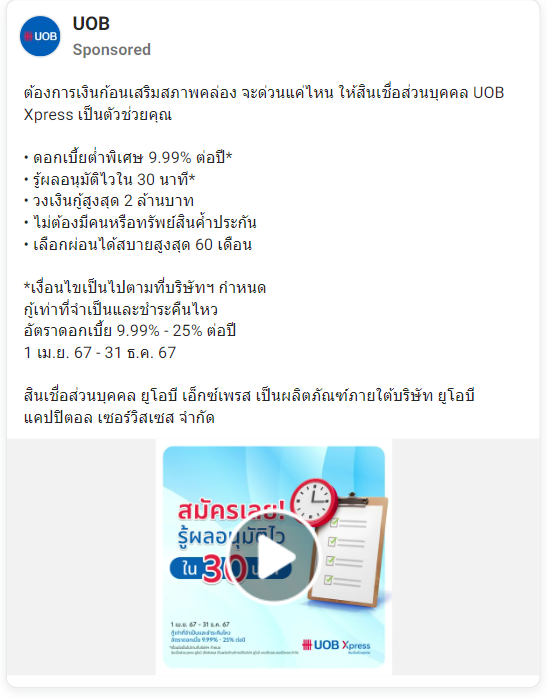 UOB
UOB
Sponsored
ต้องการเงินก้อนเสริมสภาพคล่อง จะด่วนแค่ไหน ให้สินเชื่อส่วนบุคคล UOB
Xpress เป็นตัวช่วยคุณ
• ดอกเบี้ยต่ำพิเศษ 9.99% ต่อปี*
• รู้ผลอนุมัติไวใน 30 นาที*
• วงเงินกู้สูงสุด 2 ล้านบาท
• ไม่ต้องมีคนหรือทรัพย์สินค้ำประกัน
• เลือกผ่อนได้สบายสูงสุด 60 เดือน
*เงื่อนไขเป็นไปตามที่บริษัทฯ กำหนด
กู้เท่าที่จำเป็นและชำระคืนไหว
อัตราดอกเบี้ย 9.99% - 25% ต่อปี
1 เม.ย. 67 - 31 ธ.ค. 67
สินเชื่อส่วนบุคคล ยูโอบี เอ็กซ์เพรส เป็นผลิตภัณฑ์ภายใต้บริษัท ยูโอบี
แคปปิตอล เซอร์วิสเซส จำกัด
สมัครเลย!
รู้ผลอนุมัติไว
ใน 30
1 เม.ย. 67 - 31 ธ.ค. 67
กู้เท่าที่จำเป็นและชำระคืนไหว
อัตราดอกเบี้ย 9.99% - 25% ต่อปี
UOB Xpress